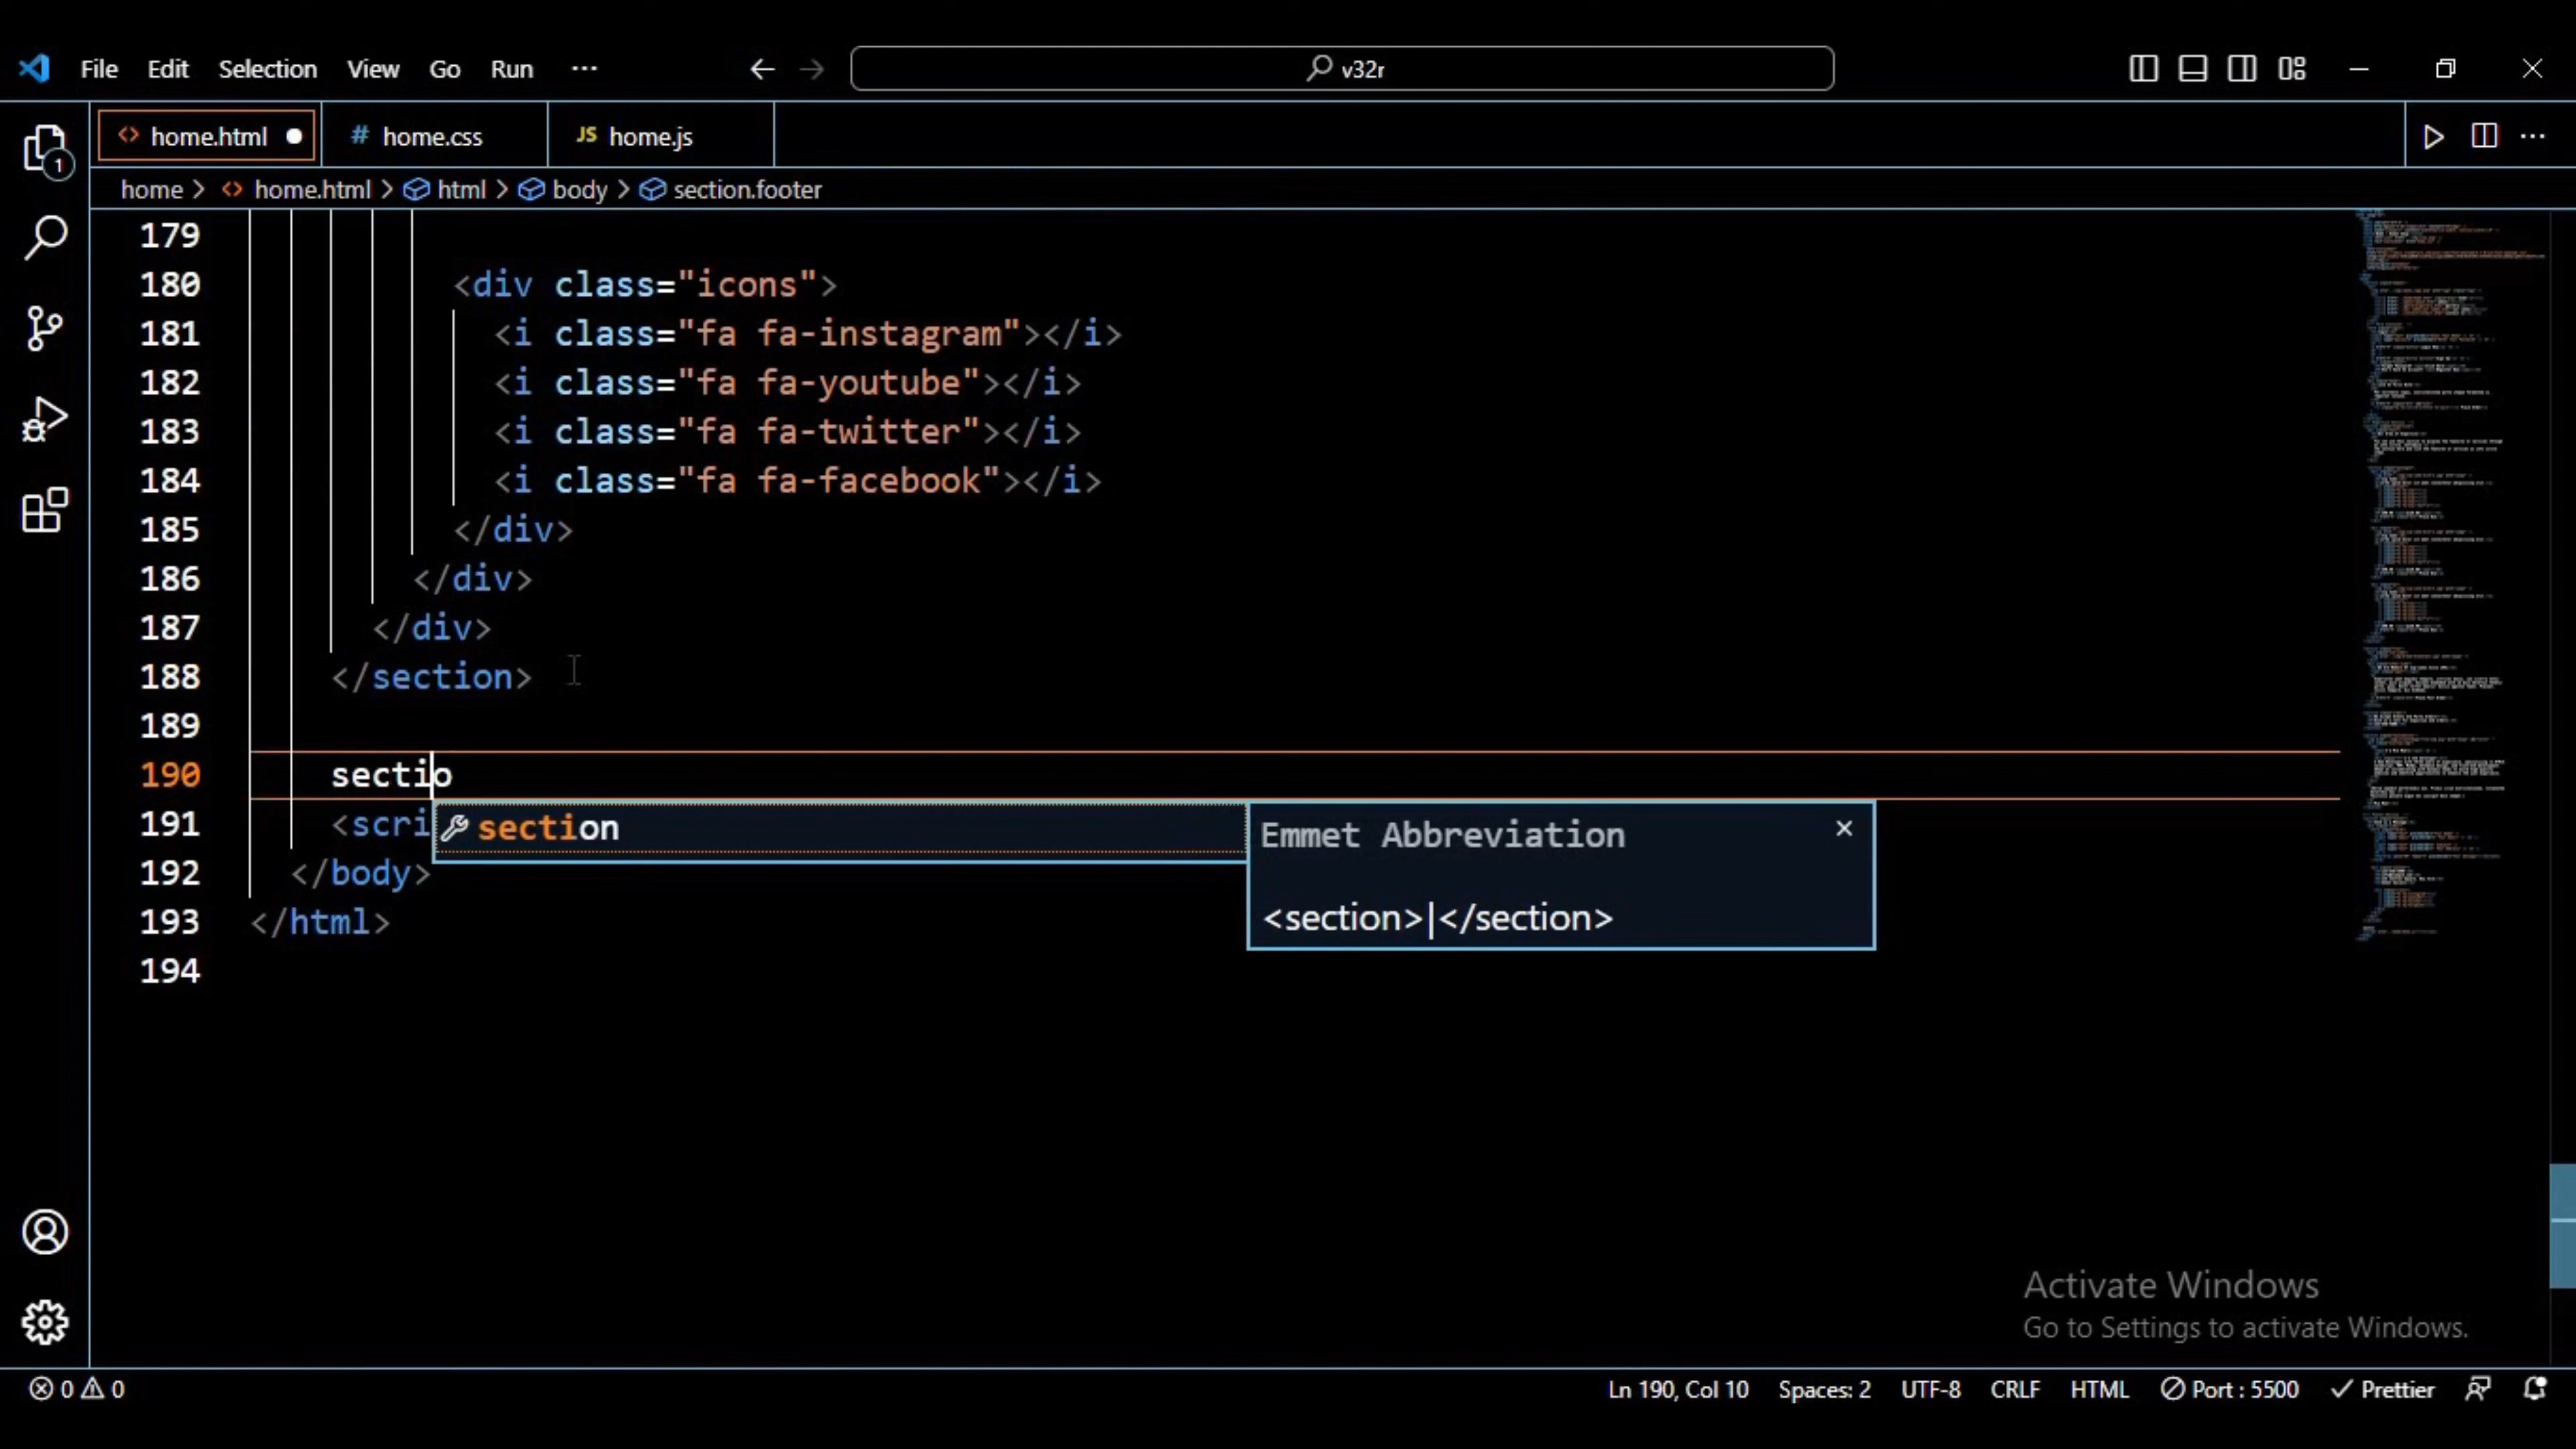 File Edit Selection View Go Run ··· v32r
home.html home.css JS home.js
home > home.html > html > body > section.footer
1
179
180 <div class="icons">
181 <i class="fa fa-instagram"></i>
182 <i class="fa fa-youtube"></i>
183 <i class="fa fa-twitter"></i>
184 <i class="fa fa-facebook"></i>
185 </div>
186 </div>
187 </div>
188 </section>
189
190 sectio
191 <scri
section
Emmet Abbreviation
<section>|</section>
192 </body>
193 </html>
194
Activate Windows
Go to Settings to activate Windows.
0 0 Ln 190, Col 10 Spaces: 2 UTF-8 CRLF HTML Port : 5500 Prettier